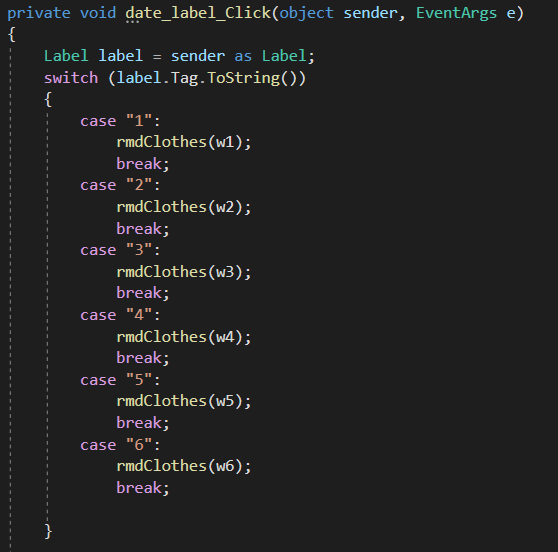 private void date_label_Click(object sender, EventArgs e)
{
Label label = sender as Label;
switch (label.Tag.ToString())
{
case "1":
rmdClothes(w1);
break;
case "2":
rmdClothes(w2);
break;
case "3":
rmdClothes(w3);
break;
case "4":
rmdClothes(w4);
break;
case "5":
rmdClothes(w5);
break;
case "6":
rmdClothes(w6);
break;
}